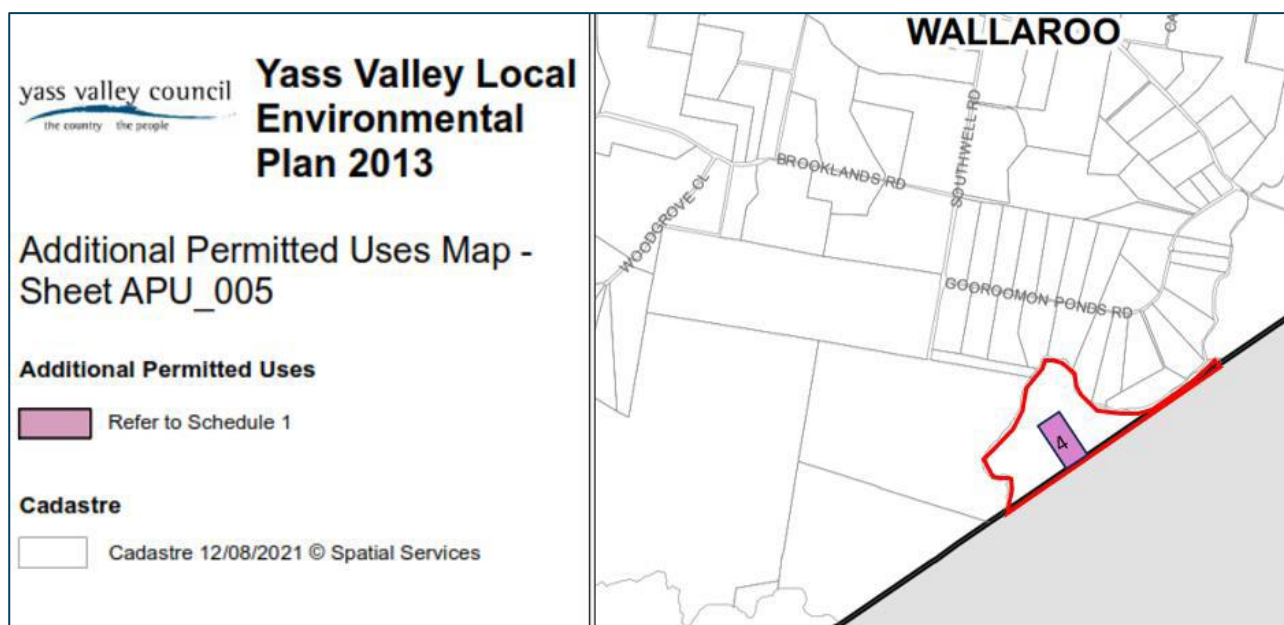 yass valley council
the country the people
Yass Valley Local
Environmental
Plan 2013
Additional Permitted Uses Map -
Sheet APU_005
Additional Permitted Uses
Refer to Schedule 1
Cadastre
Cadastre 12/08/2021 © Spatial Services
WALLAROO
SOUTHWELL RD
BROOKLANDS RD
WOODGROVE CL
GOOROOMON PONDS RD
4